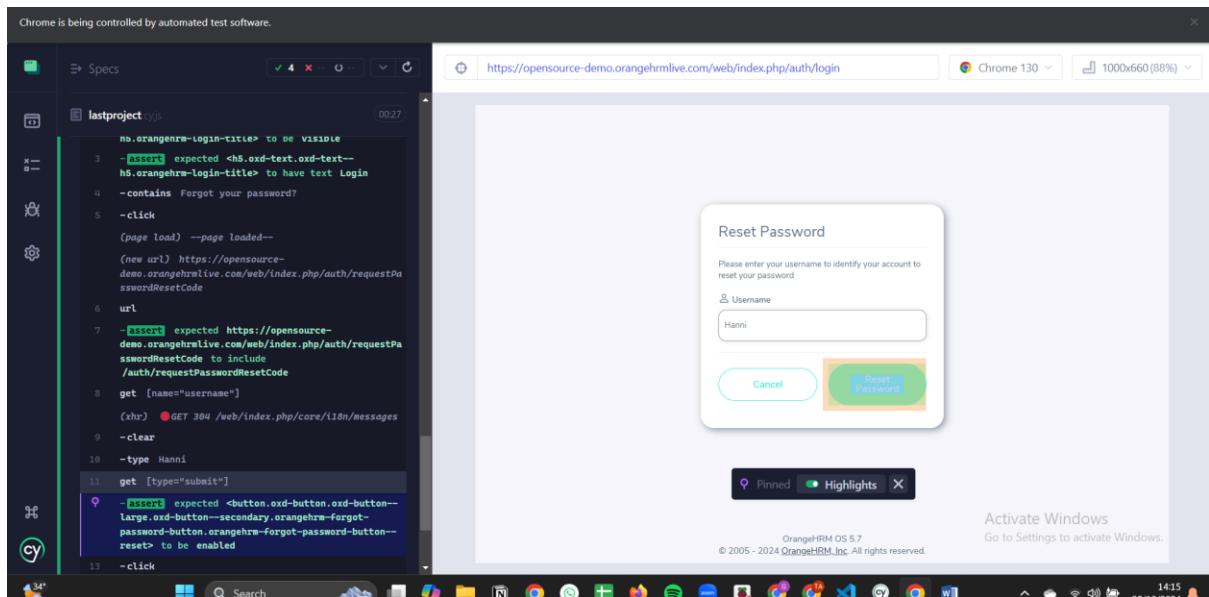 Chrome is being controlled by automated test software.
Specs
4
lastproject.cy.js
00:27
h5.orangehrm-login-title> to be visible
3 -assert expected <h5.oxd-text.oxd-text--
h5.orangehrm-login-title> to have text Login
4 -contains Forgot your password?
5 -click
(page load) --page loaded--
(new url) https://opensource-
demo.orangehrmlive.com/web/index.php/auth/requestPa
sswordResetCode
6 url
7 -assert expected https://opensource-
demo.orangehrmlive.com/web/index.php/auth/requestPa
sswordResetCode to include
/auth/requestPasswordResetCode
8 get [name="username"]
(xhr) GET 304 /web/index.php/core/i18n/messages
9 -clear
10 -type Hanni
11 get [type="submit"]
-assert expected <button.oxd-button.oxd-button--
large.oxd-button--secondary.orangehrm-forgot-
password-button.orangehrm-forgot-password-button--
reset> to be enabled
13 -click
cy
https://opensource-demo.orangehrmlive.com/web/index.php/auth/login
Chrome 130
1000x660 (88%)
Reset Password
Please enter your username to identify your account to
reset your password
Username
Hanni
Cancel
Reset
Password
Pinned
Highlights
OrangeHRM OS 5.7
© 2005 - 2024 OrangeHRM, Inc. All rights reserved.
Activate Windows
Go to Settings to activate Windows.
34°
Search
14:15